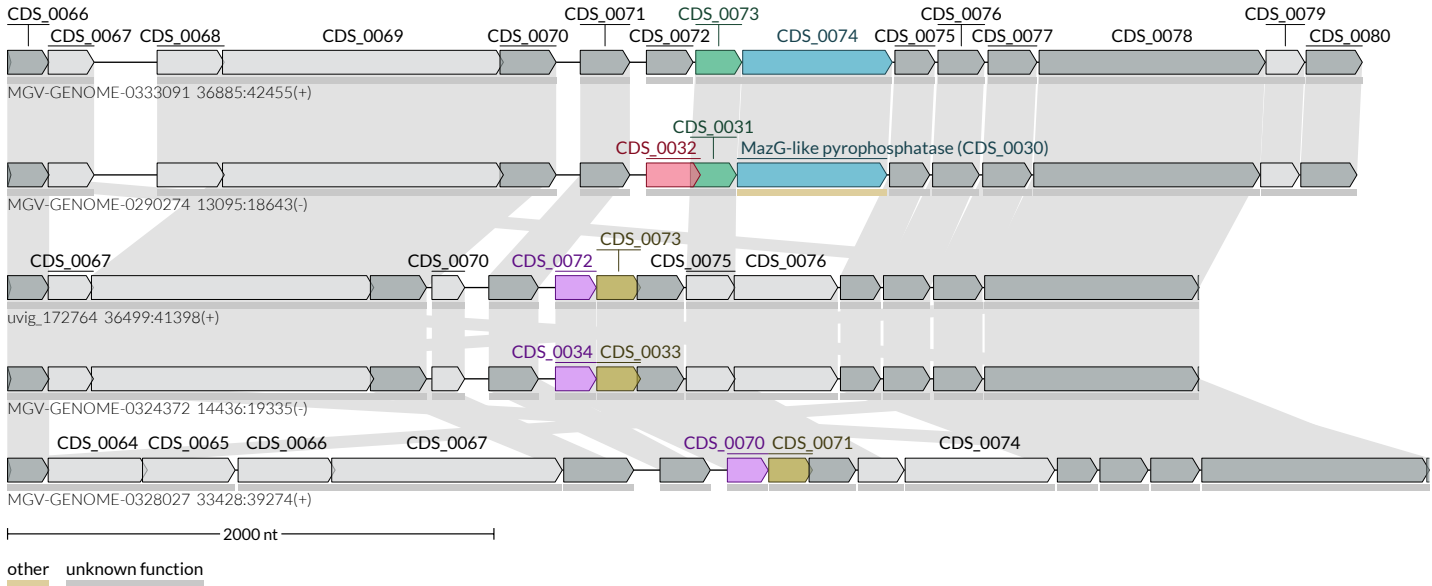 CDS_0066 CDS_0071 CDS_0073 CDS_0076 CDS_0079
CDS_0067 CDS_0068 CDS_0069 CDS_0070 CDS_0072 CDS_0074 CDS_0075 CDS_0077 CDS_0078 CDS_0080
MGV-GENOME-0333091 36885:42455(+)
CDS_0031
CDS_0032 MazG-like pyrophosphatase (CDS_0030)
MGV-GENOME-0290274 13095:18643(-)
CDS_0073
CDS_0067 CDS_0070 CDS_0072 CDS_0075 CDS_0076
uvig_172764 36499:41398(+)
CDS_0034 CDS_0033
MGV-GENOME-0324372 14436:19335(-)
CDS_0064 CDS_0065 CDS_0066 CDS_0067 CDS_0070 CDS_0071 CDS_0074
MGV-GENOME-0328027 33428:39274(+)
2000 nt
other unknown function